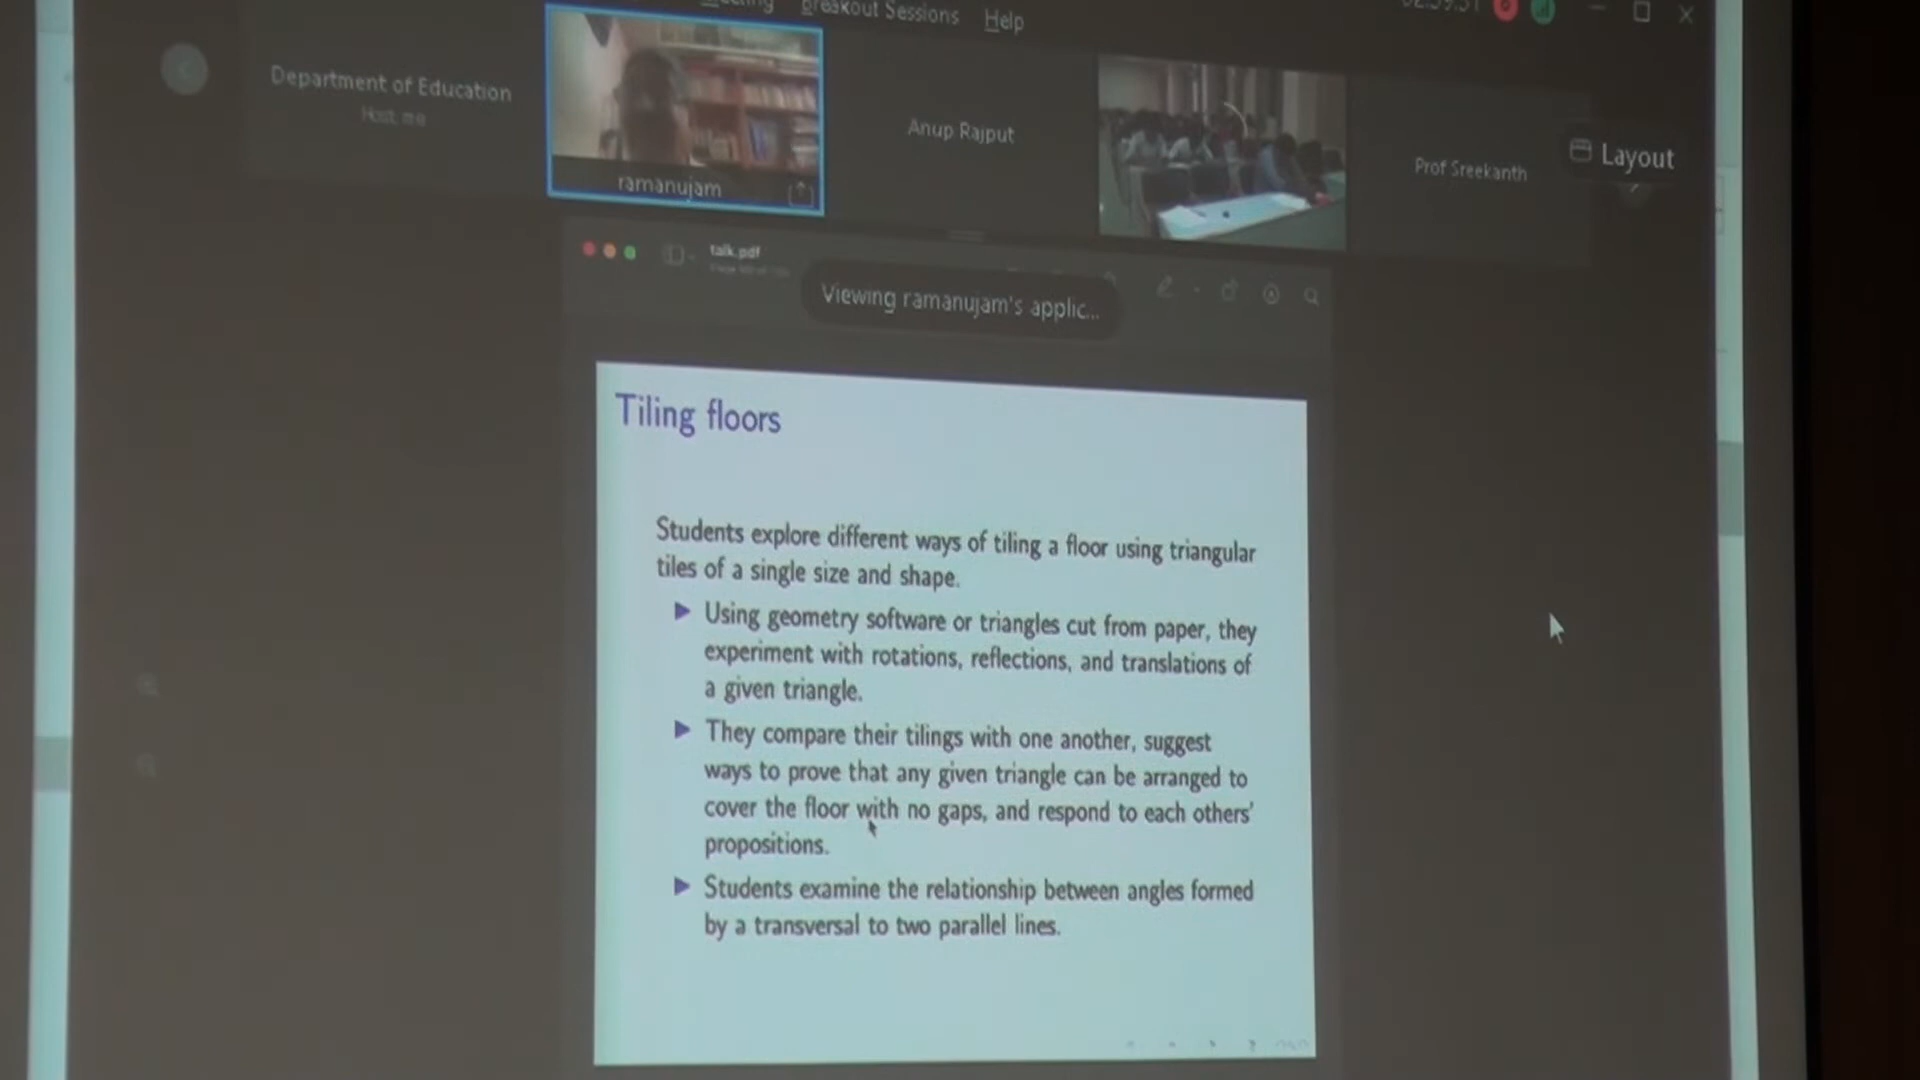 Breakout Sessions Help
Department of Education
Host, me
ramanujam
Anup Rajput
Prof Sreekanth
Layout
talk.pdf
Viewing ramanujam's applic...
Tiling floors
Students explore different ways of tiling a floor using triangular
tiles of a single size and shape.
Using geometry software or triangles cut from paper, they
experiment with rotations, reflections, and translations of
a given triangle.
They compare their tilings with one another, suggest
ways to prove that any given triangle can be arranged to
cover the floor with no gaps, and respond to each others'
propositions.
Students examine the relationship between angles formed
by a transversal to two parallel lines.